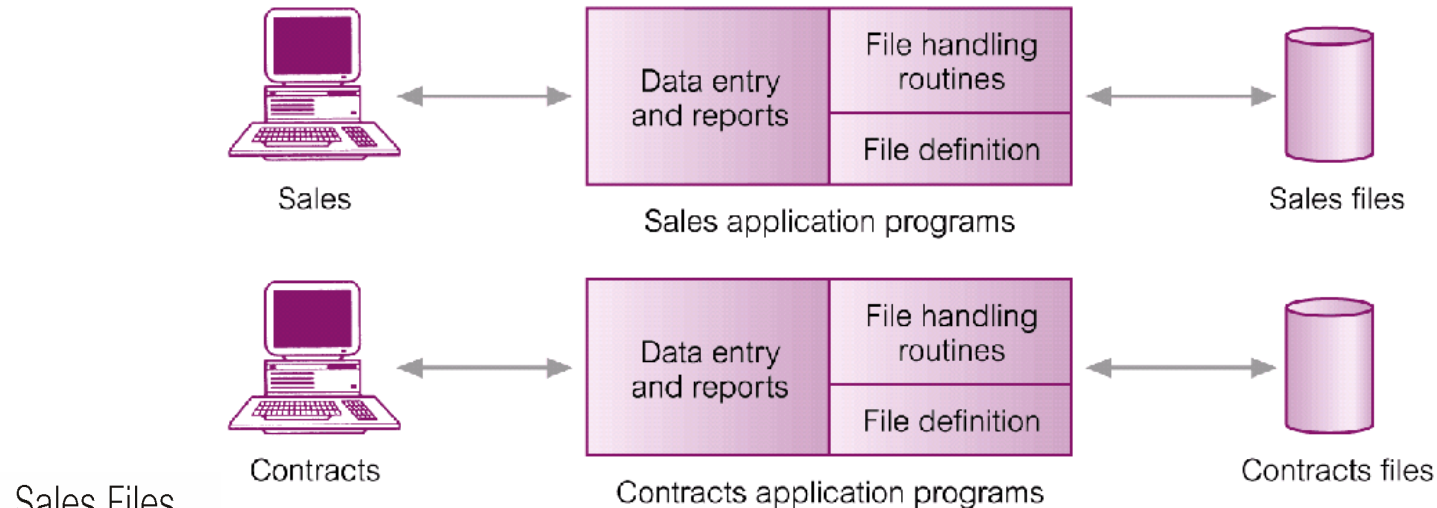 Data entry
and reports
File handling
routines
File definition
Sales
Sales application programs
Sales files
Data entry
and reports
File handling
routines
File definition
Contracts
Contracts application programs
Contracts files
Sales Files